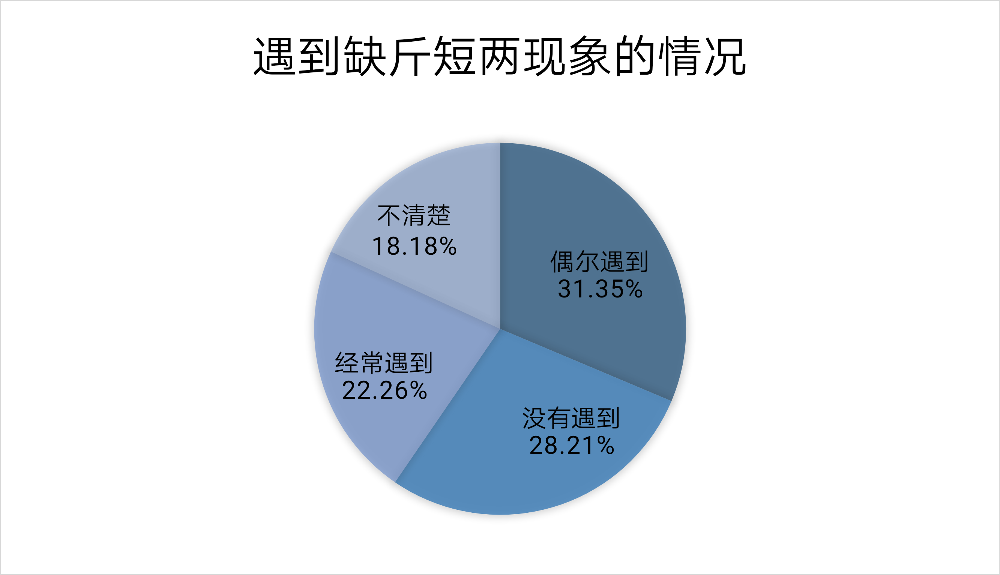 遇到缺斤短两现象的情况
不清楚
18.18%
偶尔遇到
31.35%
经常遇到
22.26%
没有遇到
28.21%